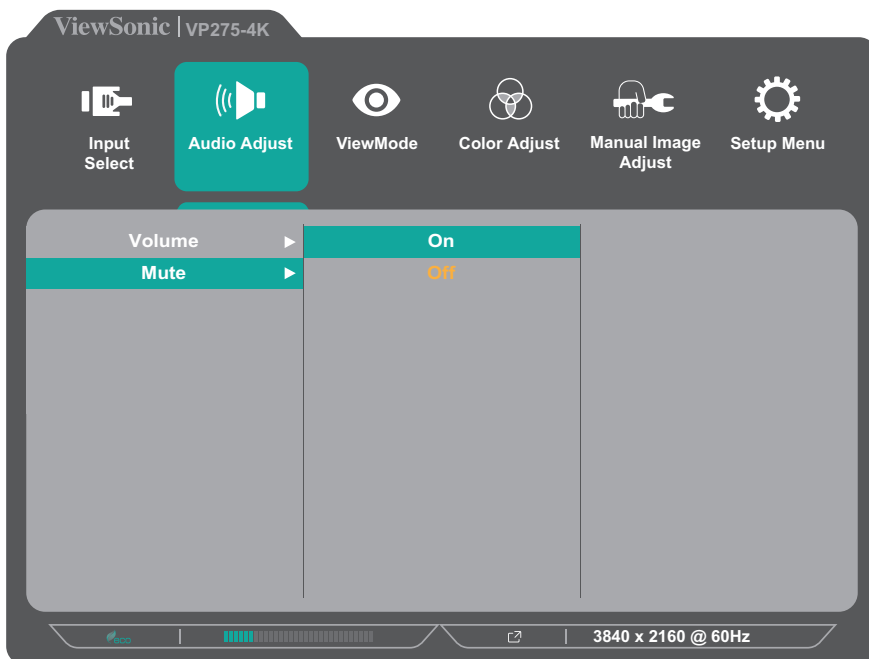 ViewSonic | VP275-4K
Input Select
Audio Adjust
ViewMode
Color Adjust
Manual Image Adjust
Setup Menu
Volume
On
Mute
Off
eco
3840 x 2160 @ 60Hz